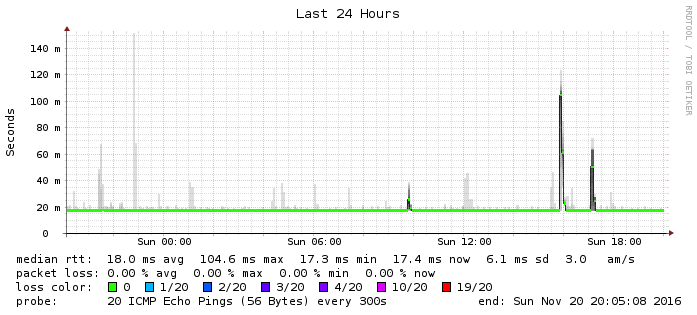 Last 24 Hours
RRDTOOL / TOBI OETIKER
Seconds
140 m
120 m
100 m
80 m
60 m
40 m
20 m
0
Sun 00:00 Sun 06:00 Sun 12:00 Sun 18:00
median rtt: 18.0 ms avg 104.6 ms max 17.3 ms min 17.4 ms now 6.1 ms sd 3.0 am/s
packet loss: 0.00 % avg 0.00 % max 0.00 % min 0.00 % now
loss color: 0 1/20 2/20 3/20 4/20 10/20 19/20
probe: 20 ICMP Echo Pings (56 Bytes) every 300s end: Sun Nov 20 20:05:08 2016